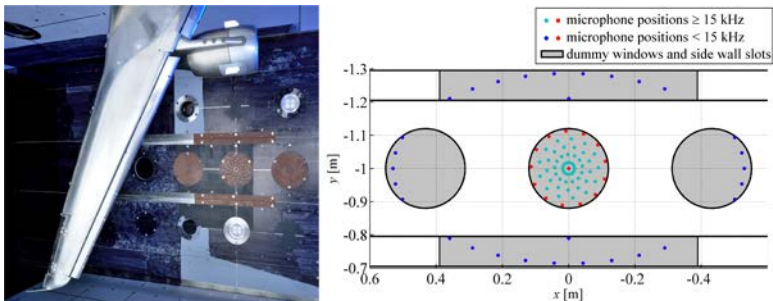 microphone positions ≥ 15 kHz
microphone positions < 15 kHz
dummy windows and side wall slots
-1.3
-1.2
-1.1
-1
-0.9
-0.8
-0.7
y [m]
0.6 0.4 0.2 0 -0.2 -0.4 -0.6
x [m]